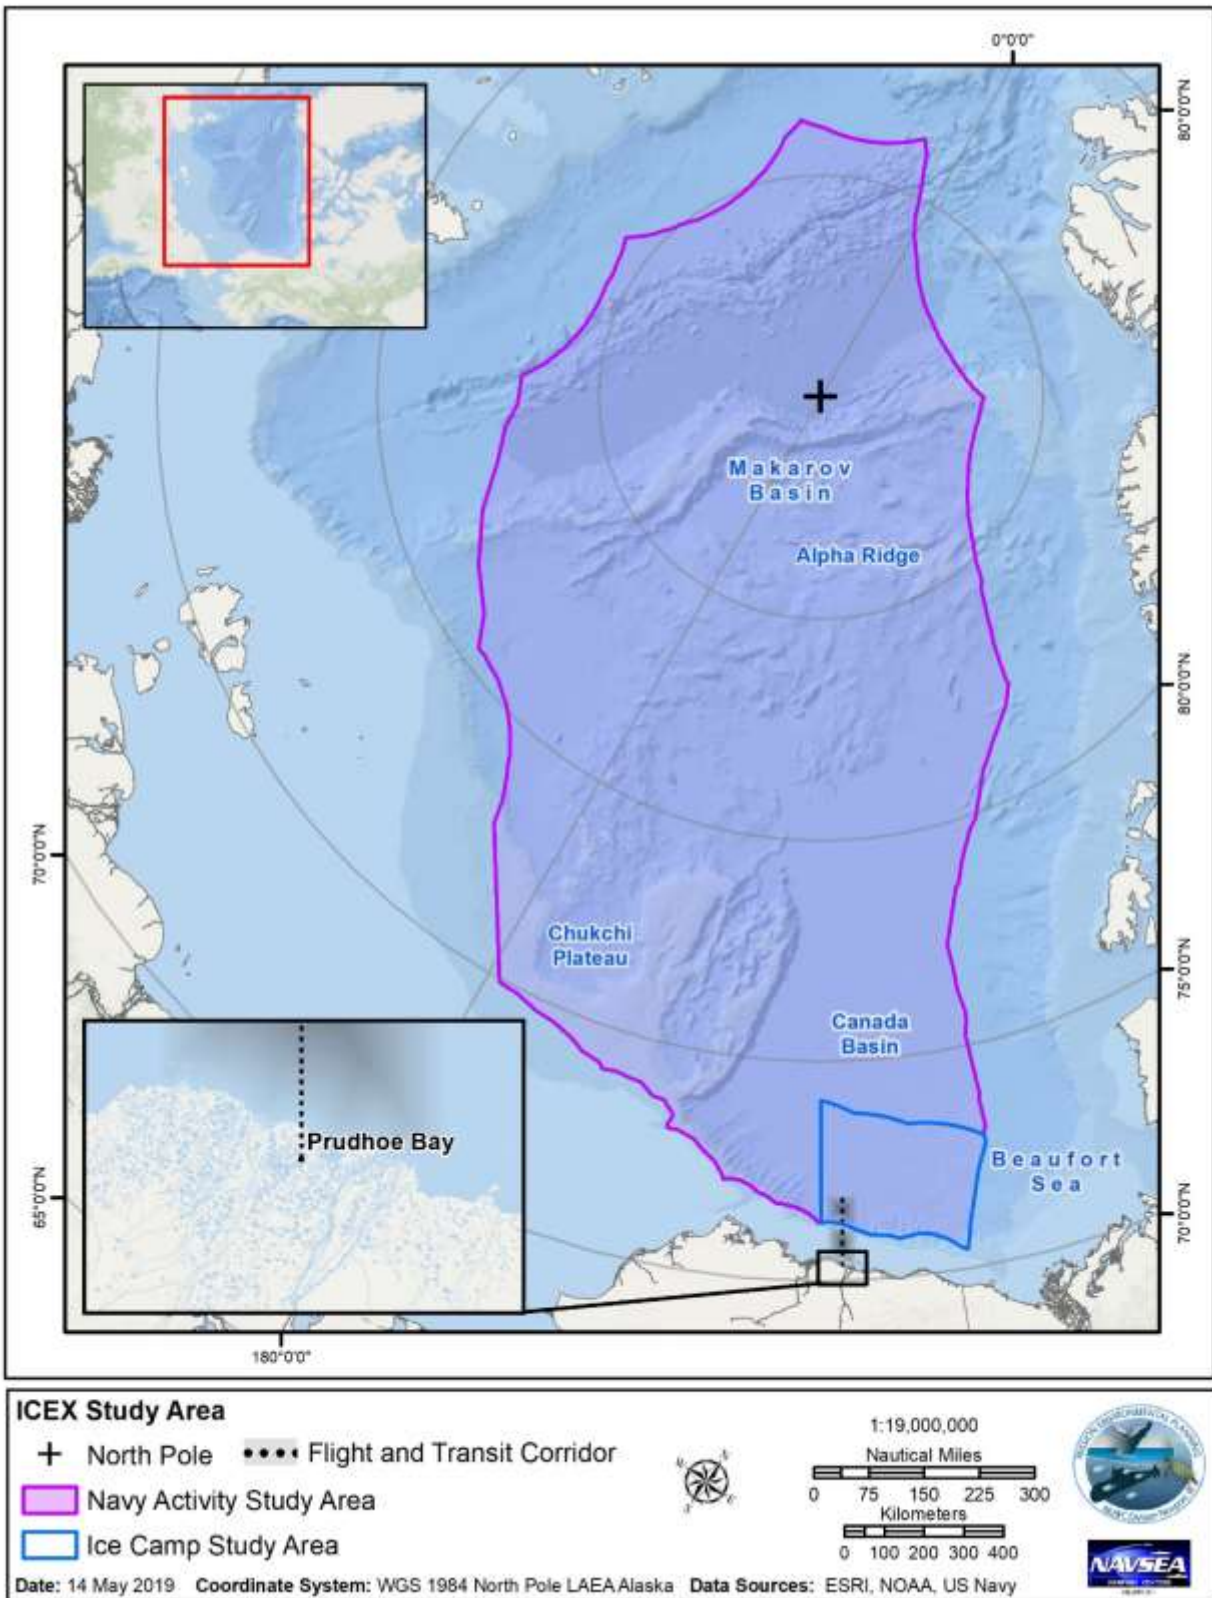 0°0'0"
80°0'0"N
Makarov
Basin
Alpha Ridge
80°0'0"N
70°0'0"N
Chukchi
Plateau
75°0'0"N
Canada
Basin
Prudhoe Bay
Beaufort
Sea
65°0'0"N
70°0'0"N
180°0'0"
ICEX Study Area
North Pole
Flight and Transit Corridor
Navy Activity Study Area
Ice Camp Study Area
1:19,000,000
Nautical Miles
0 75 150 225 300
Kilometers
0 100 200 300 400
NAVSEA
Date: 14 May 2019 Coordinate System: WGS 1984 North Pole LAEA Alaska Data Sources: ESRI, NOAA, US Navy